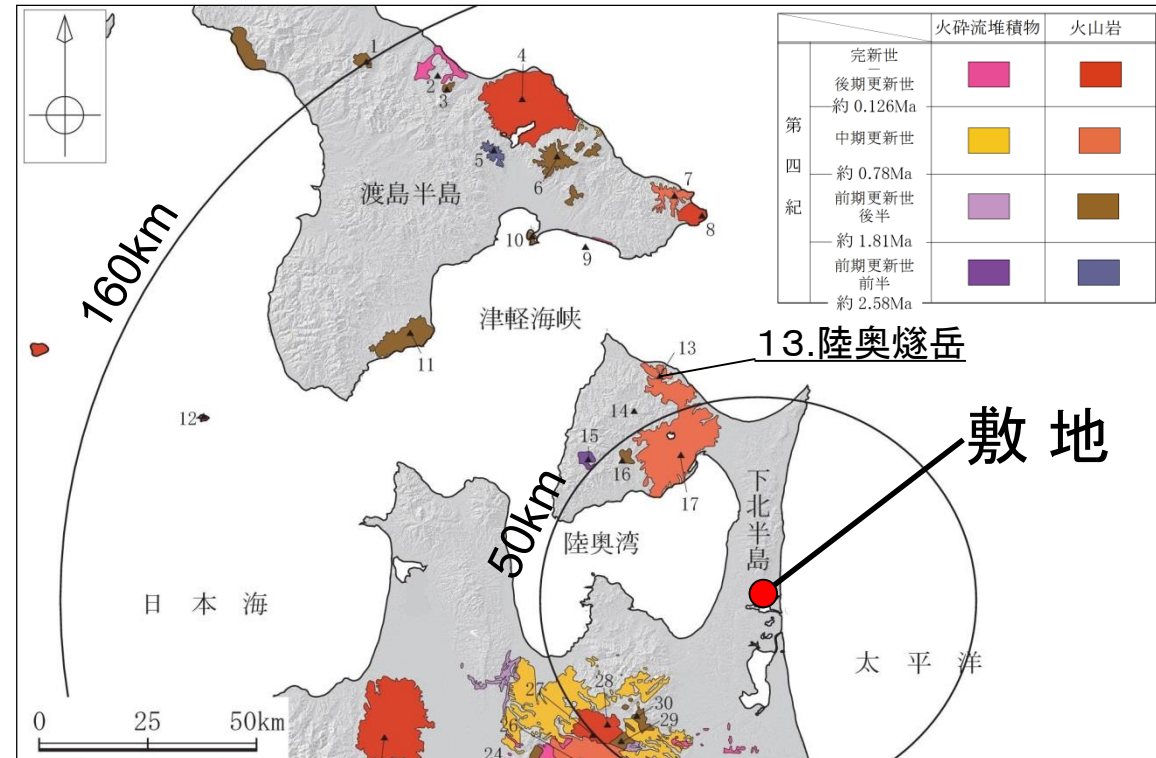 火砕流堆積物 火山岩
第四紀
完新世
―
後期更新世
約 0.126Ma
中期更新世
約 0.78Ma
前期更新世
後半
約 1.81Ma
前期更新世
前半
約 2.58Ma
1
2
3
4
5
6
7
8
9
10
渡島半島
160km
津軽海峡
11
12
13.陸奥燧岳
13
14
15
16
17
敷 地
50km
陸奥湾
下北半島
日 本 海
太 平 洋
27
28
30
29
26
24
0 25 50km